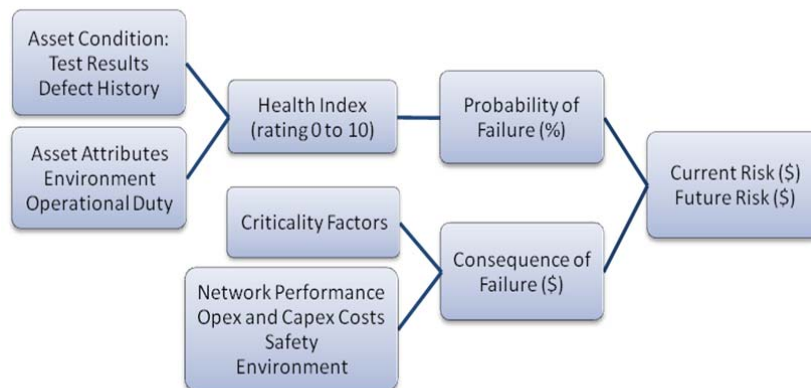 Asset Condition:
Test Results
Defect History
Asset Attributes
Environment
Operational Duty
Health Index
(rating 0 to 10)
Probability of
Failure (%)
Criticality Factors
Network Performance
Opex and Capex Costs
Safety
Environment
Consequence of
Failure ($)
Current Risk ($)
Future Risk ($)